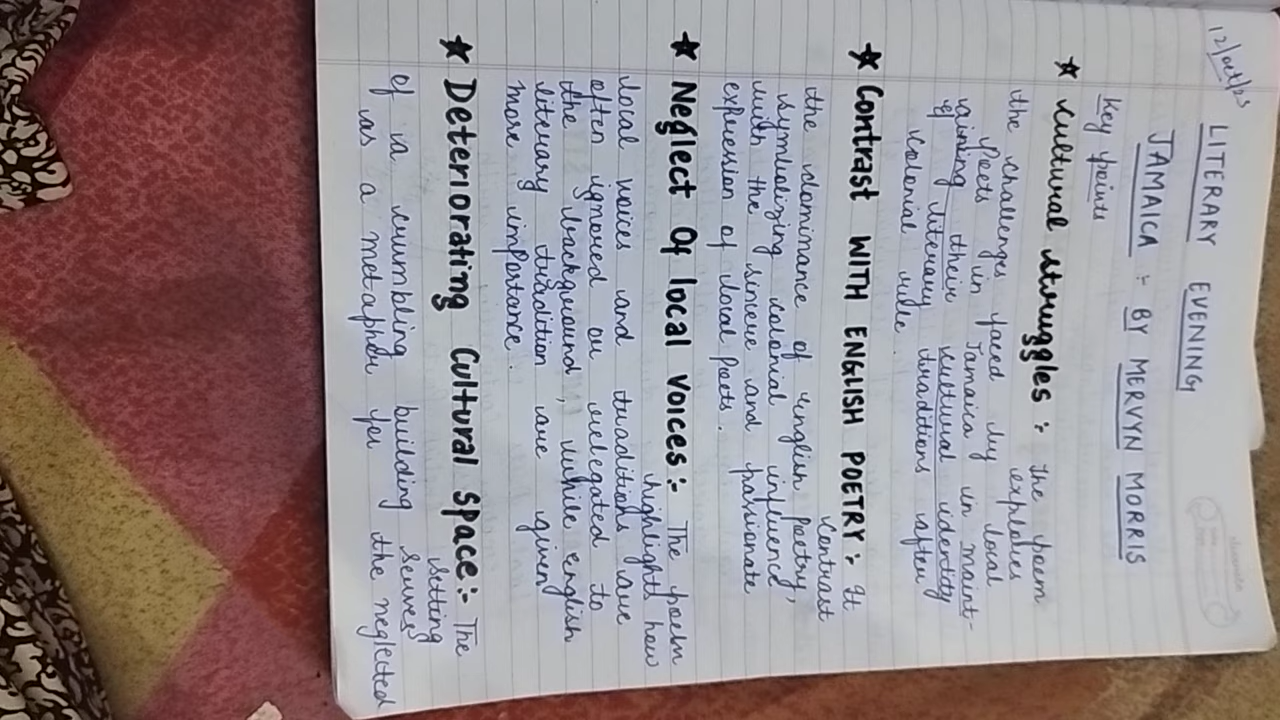 12/oct/25
LITERARY EVENING
JAMAICA :- BY MERVYN MORRIS
Key points
★ cultural struggles :- The poem explores
the challenges faced by local
Poets in Jamaica in maint-
aining their cultural identity
& literary traditions after
colonial rule.
★ Contrast WITH ENGLISH POETRY :- It Contrast
the dominance of english Poetry,
symbolizing colonial influence
with the sincere and passionate
expression of local Poets.
★ Neglect Of local voices :- The poem highlights how
local voices and traditions are
often ignored or relegated to
the background, while english
literary tradition are given
more importance.
★ Deteriorating Cultural Space :- The setting
of a crumbling building serves
as a metaphor for the neglected